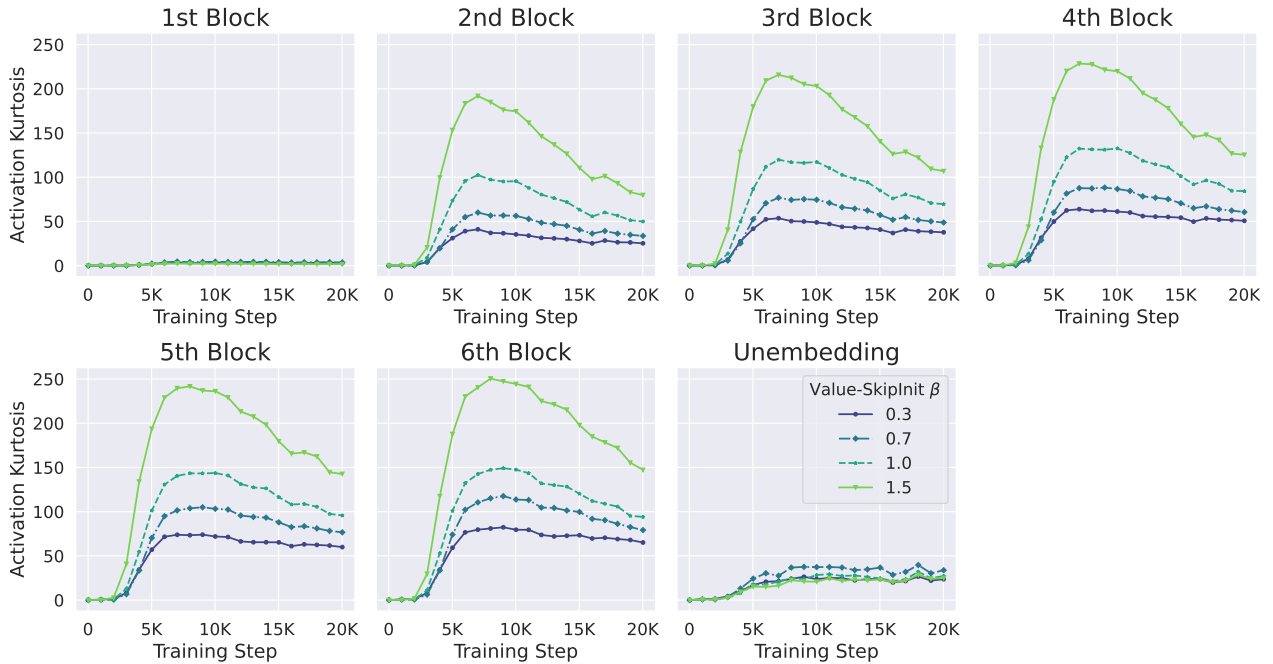 1st Block
2nd Block
3rd Block
4th Block
Activation Kurtosis
250
200
150
100
50
0
0 5K 10K 15K 20K
0 5K 10K 15K 20K
0 5K 10K 15K 20K
0 5K 10K 15K 20K
Training Step
Training Step
Training Step
Training Step
5th Block
6th Block
Unembedding
Activation Kurtosis
250
200
150
100
50
0
Value-SkipInit β
0.3
0.7
1.0
1.5
0 5K 10K 15K 20K
0 5K 10K 15K 20K
0 5K 10K 15K 20K
Training Step
Training Step
Training Step